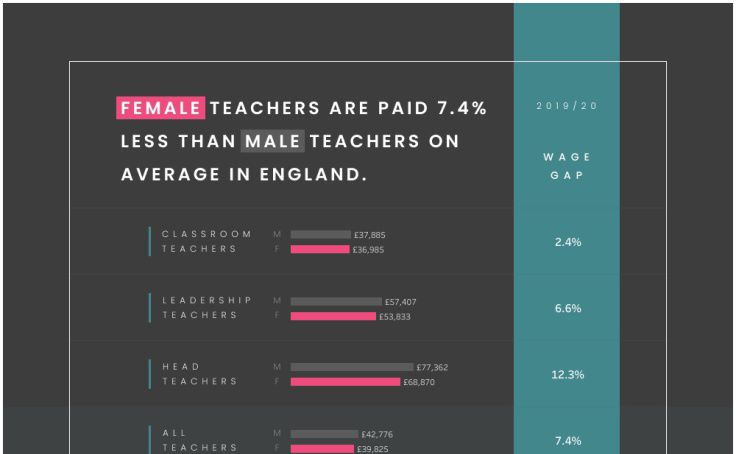 FEMALE TEACHERS ARE PAID 7.4%
LESS THAN MALE TEACHERS ON
AVERAGE IN ENGLAND.
2019/20
WAGE
GAP
CLASSROOM
TEACHERS
M £37,885
F £36,985
2.4%
LEADERSHIP
TEACHERS
M £57,407
F £53,833
6.6%
HEAD
TEACHERS
M £77,362
F £68,870
12.3%
ALL
TEACHERS
M £42,776
F £39,825
7.4%